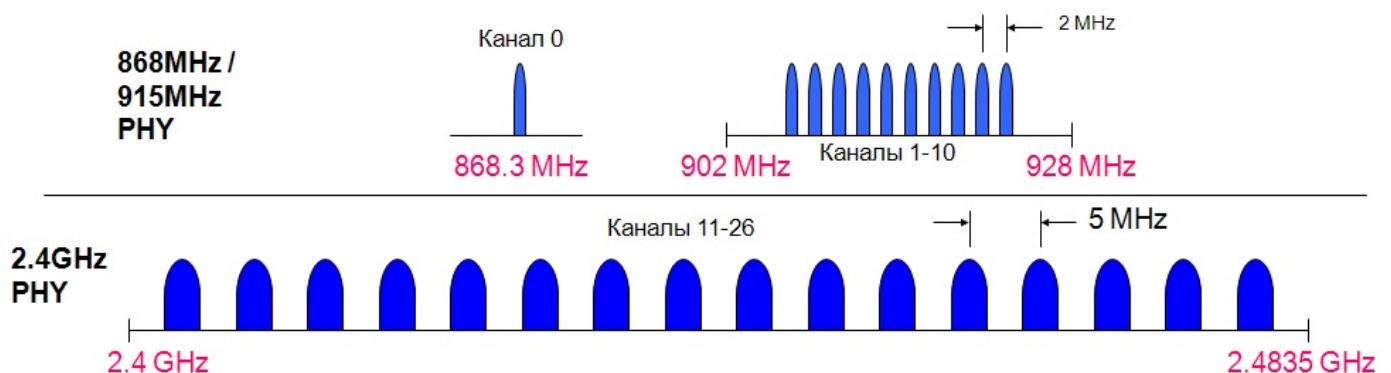 868MHz /
915MHz
PHY
Канал 0
2 MHz
868.3 MHz
902 MHz
Каналы 1-10
928 MHz
Каналы 11-26
5 MHz
2.4GHz
PHY
2.4 GHz
2.4835 GHz